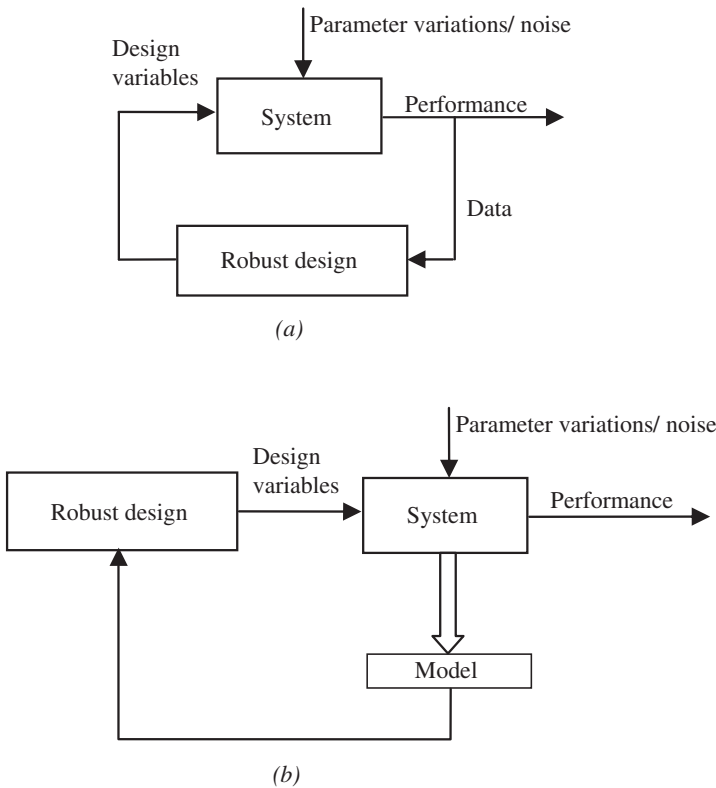 Parameter variations/ noise
Design
variables
System
Performance
Data
Robust design
(a)
Parameter variations/ noise
Design
variables
Robust design
System
Performance
Model
(b)